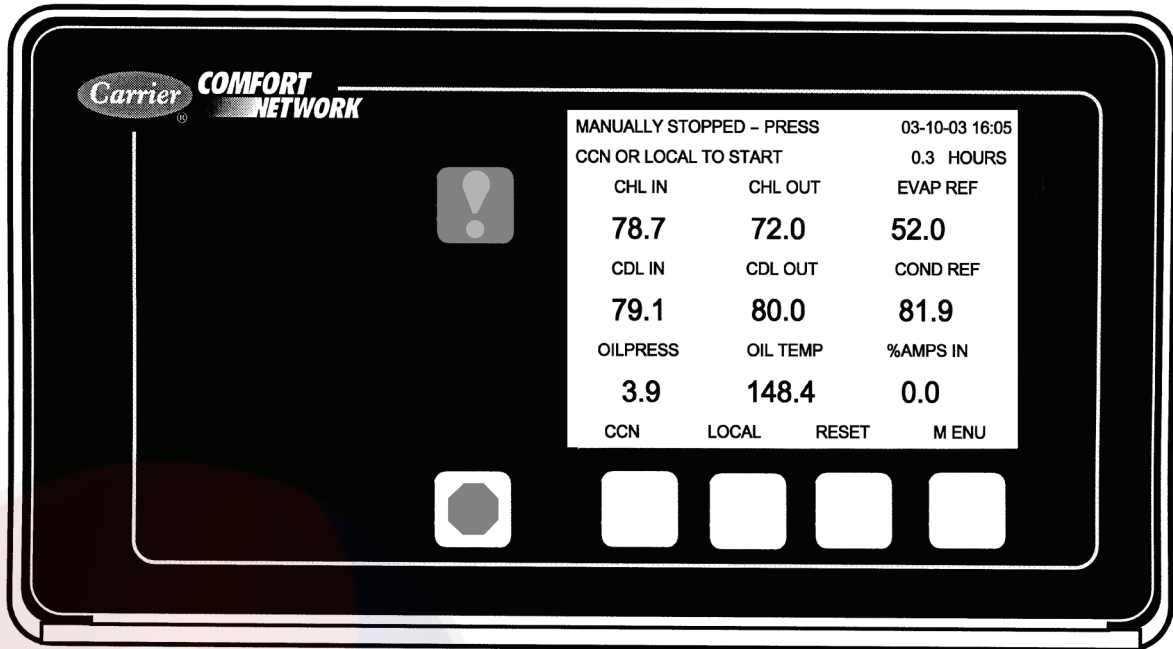 Carrier
®
COMFORT
NETWORK
MANUALLY STOPPED – PRESS 03-10-03 16:05
CCN OR LOCAL TO START 0.3 HOURS
CHL IN CHL OUT EVAP REF
78.7 72.0 52.0
CDL IN CDL OUT COND REF
79.1 80.0 81.9
OILPRESS OIL TEMP %AMPS IN
3.9 148.4 0.0
CCN LOCAL RESET M ENU